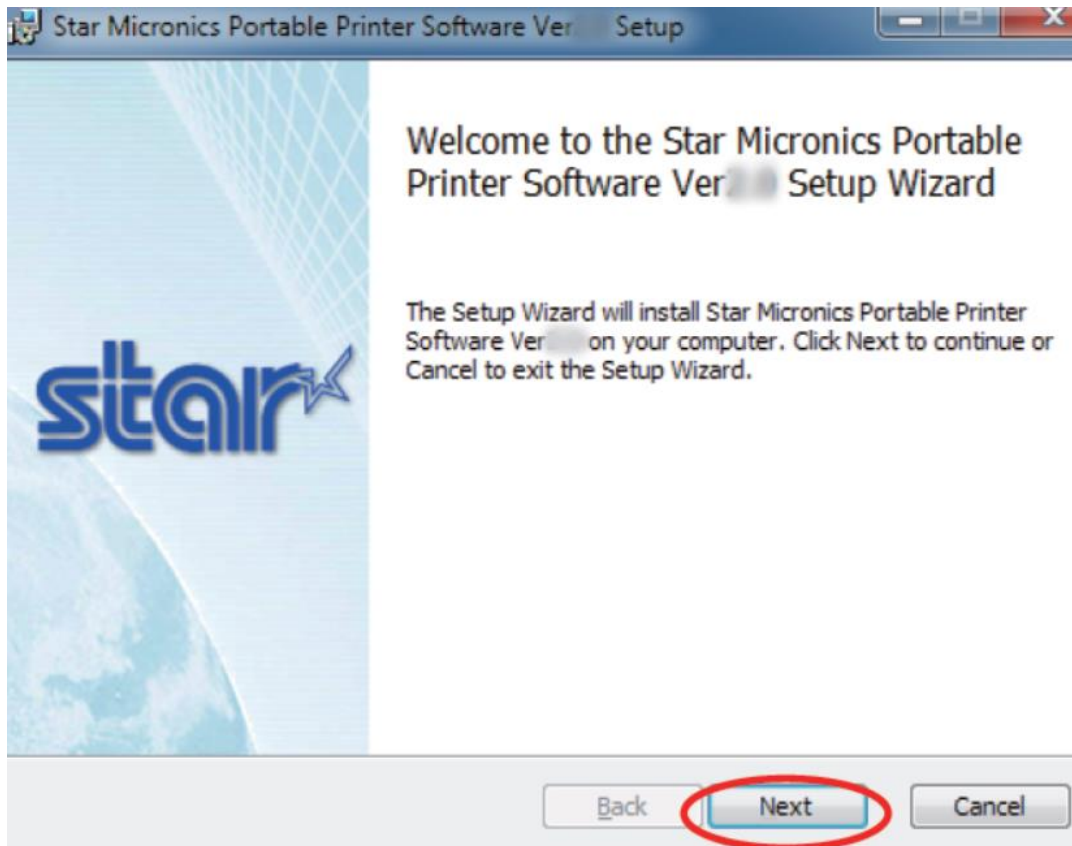 Star Micronics Portable Printer Software Ver Setup
Welcome to the Star Micronics Portable
Printer Software Ver Setup Wizard
The Setup Wizard will install Star Micronics Portable Printer
Software Ver on your computer. Click Next to continue or
Cancel to exit the Setup Wizard.
star
Back Next Cancel